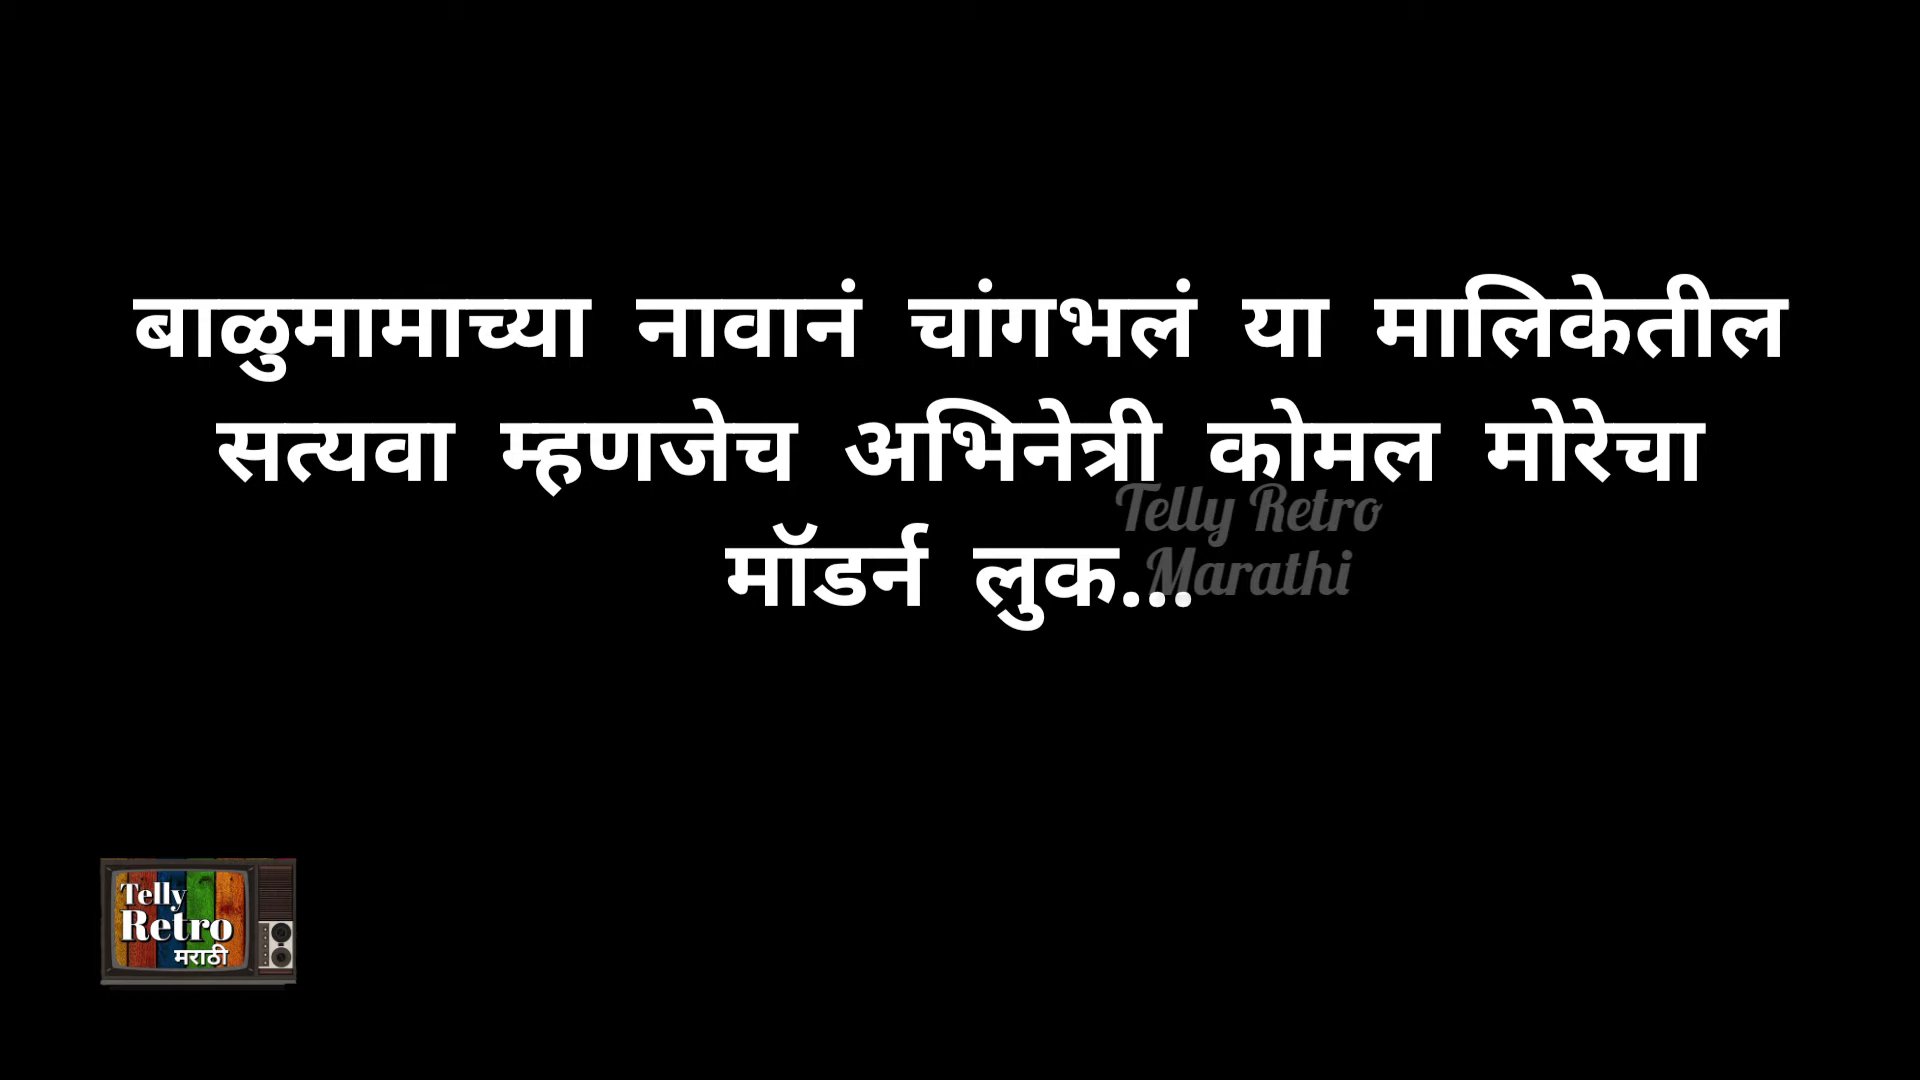 बाळुमामाच्या नावानं चांगभलं या मालिकेतील
सत्यवा म्हणजेच अभिनेत्री कोमल मोरेचा
मॉडर्न लुक...
Telly Retro
Marathi
Telly
Retro
मराठी